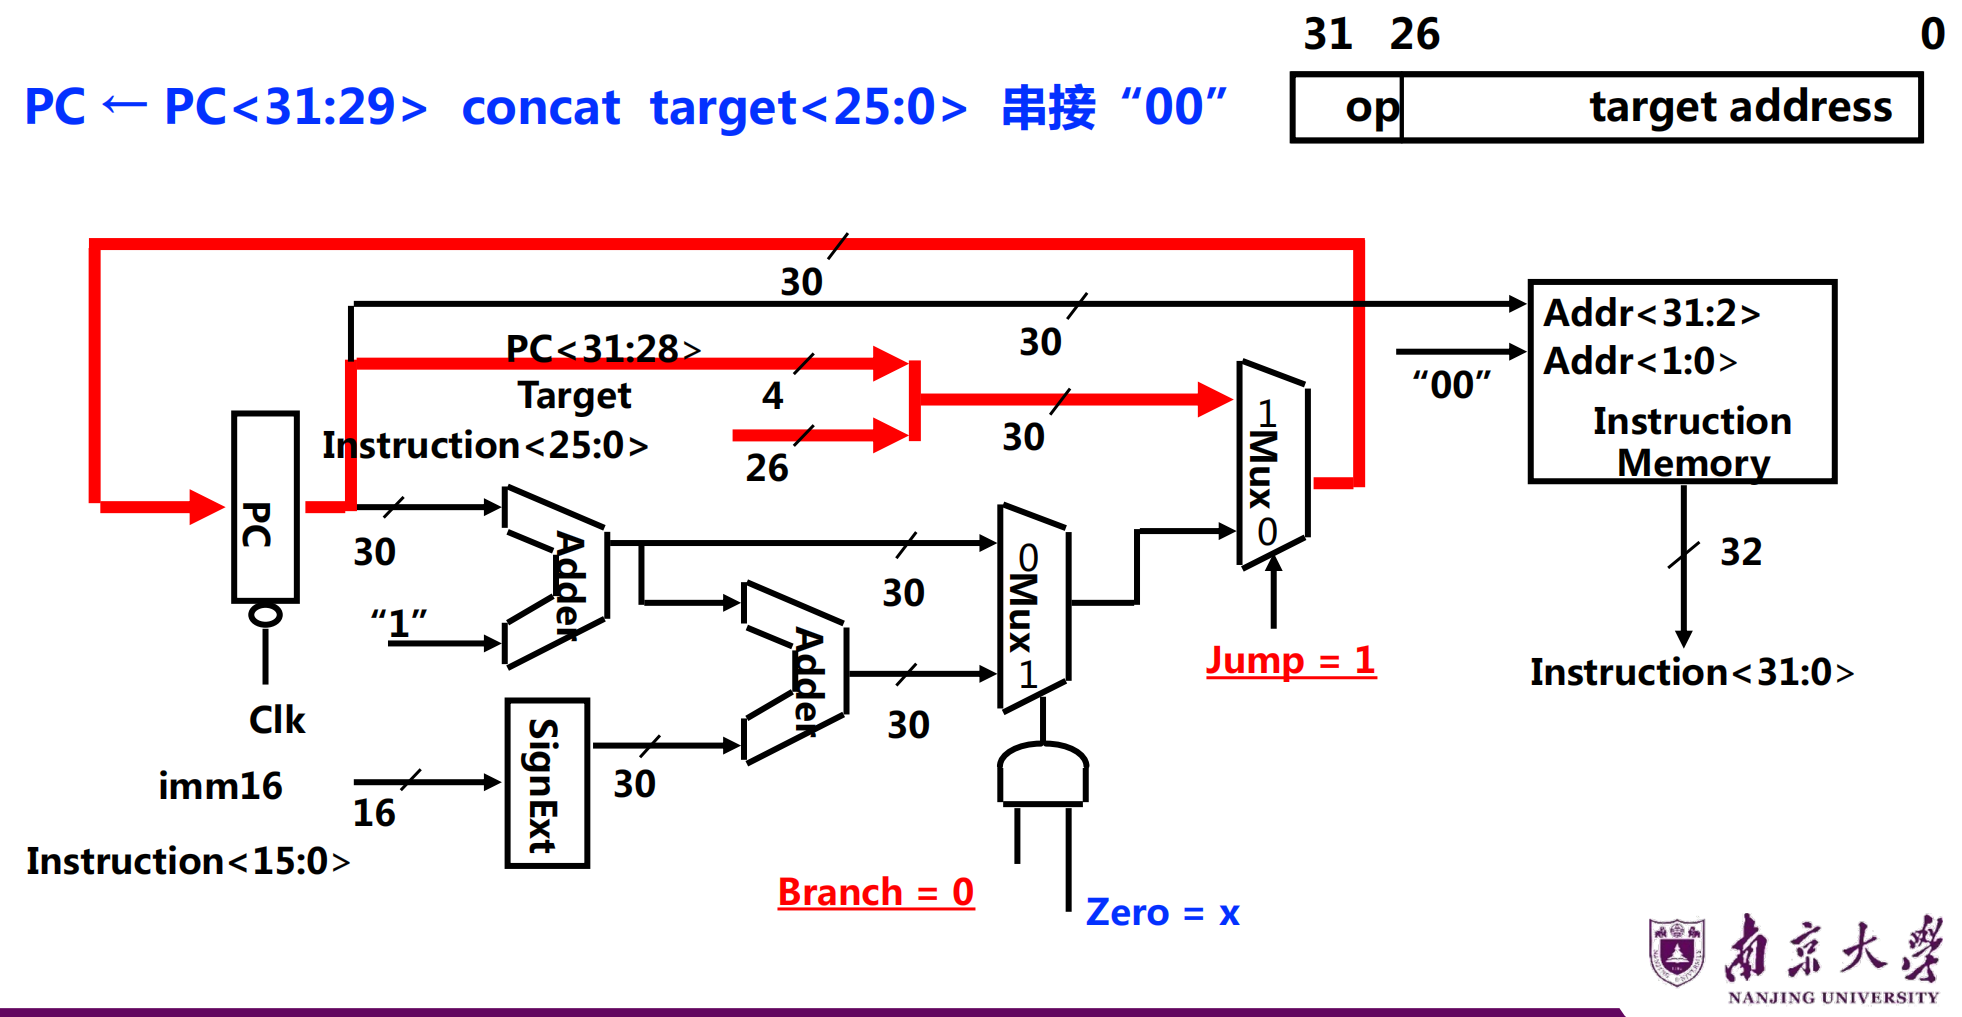 31 26 0
PC ← PC<31:29> concat target<25:0> 串接 “00”
op target address
30
PC<31:28>
30
Addr<31:2>
Addr<1:0>
“00”
Target
4
Instruction<25:0>
26
30
1
Mux
0
Instruction
Memory
PC
30
Adder
“1”
30
0
Mux
1
32
Adder
Jump = 1
Instruction<31:0>
Clk
SignExt
30
30
imm16
16
Instruction<15:0>
Branch = 0
Zero = x
南京大学
NANJING UNIVERSITY